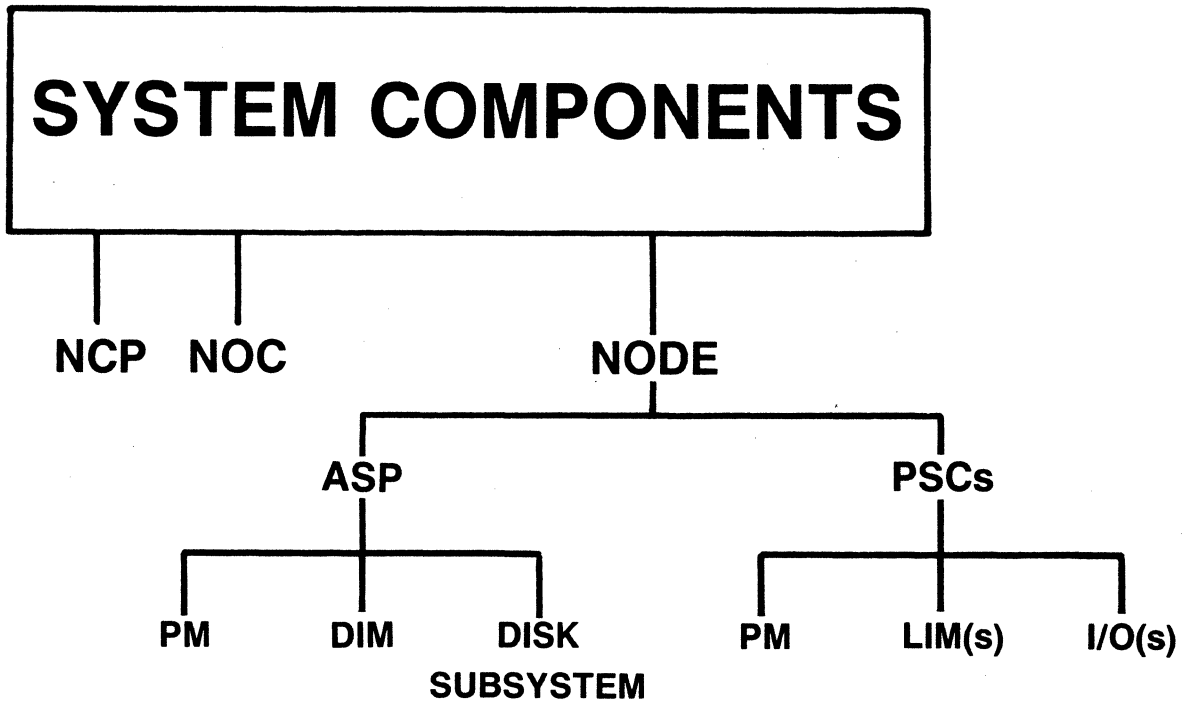 SYSTEM COMPONENTS
NCP NOC NODE
ASP PSCs
PM DIM DISK PM LIM(s) I/O(s)
SUBSYSTEM